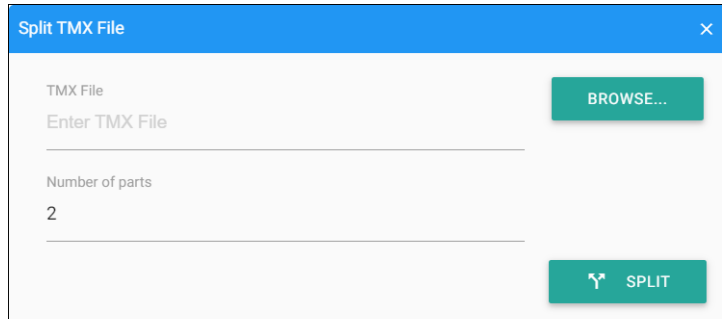 Split TMX File
TMX File
Enter TMX File
BROWSE...
Number of parts
2
SPLIT